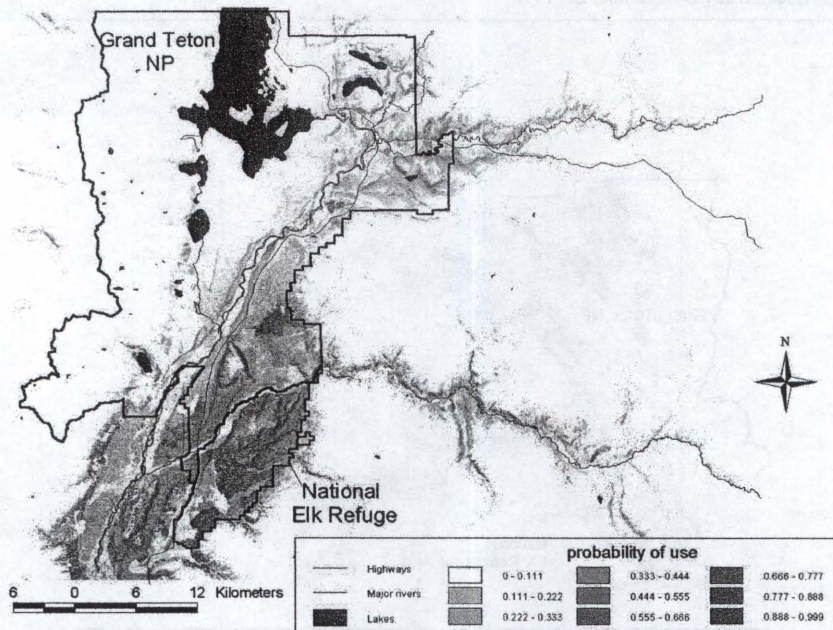 Grand Teton
NP
N
National
Elk Refuge
probability of use
Highways
Major rivers
Lakes
0 - 0.111
0.111 - 0.222
0.222 - 0.333
0.333 - 0.444
0.444 - 0.555
0.555 - 0.666
0.666 - 0.777
0.777 - 0.888
0.888 - 0.999
6 0 6 12 Kilometers